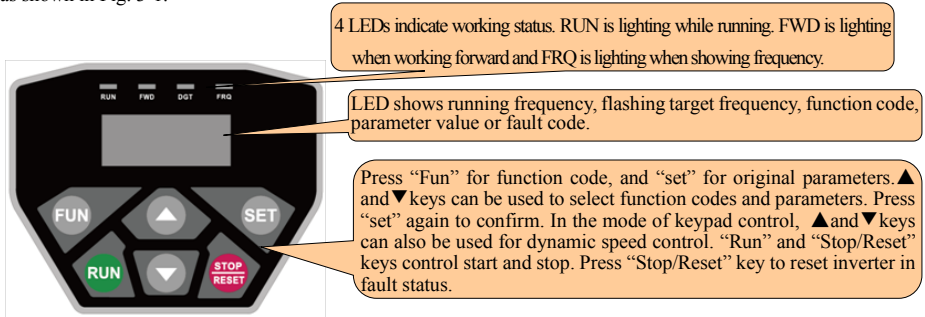 as shown in Fig. 3-1.
4 LEDs indicate working status. RUN is lighting while running. FWD is lighting
when working forward and FRQ is lighting when showing frequency.
RUN FWD DGT FRQ
LED shows running frequency, flashing target frequency, function code,
parameter value or fault code.
Press “Fun” for function code, and “set” for original parameters.▲
and▼keys can be used to select function codes and parameters. Press
“set” again to confirm. In the mode of keypad control, ▲and▼keys
can also be used for dynamic speed control. “Run” and “Stop/Reset”
keys control start and stop. Press “Stop/Reset” key to reset inverter in
fault status.
FUN SET
RUN STOP
RESET